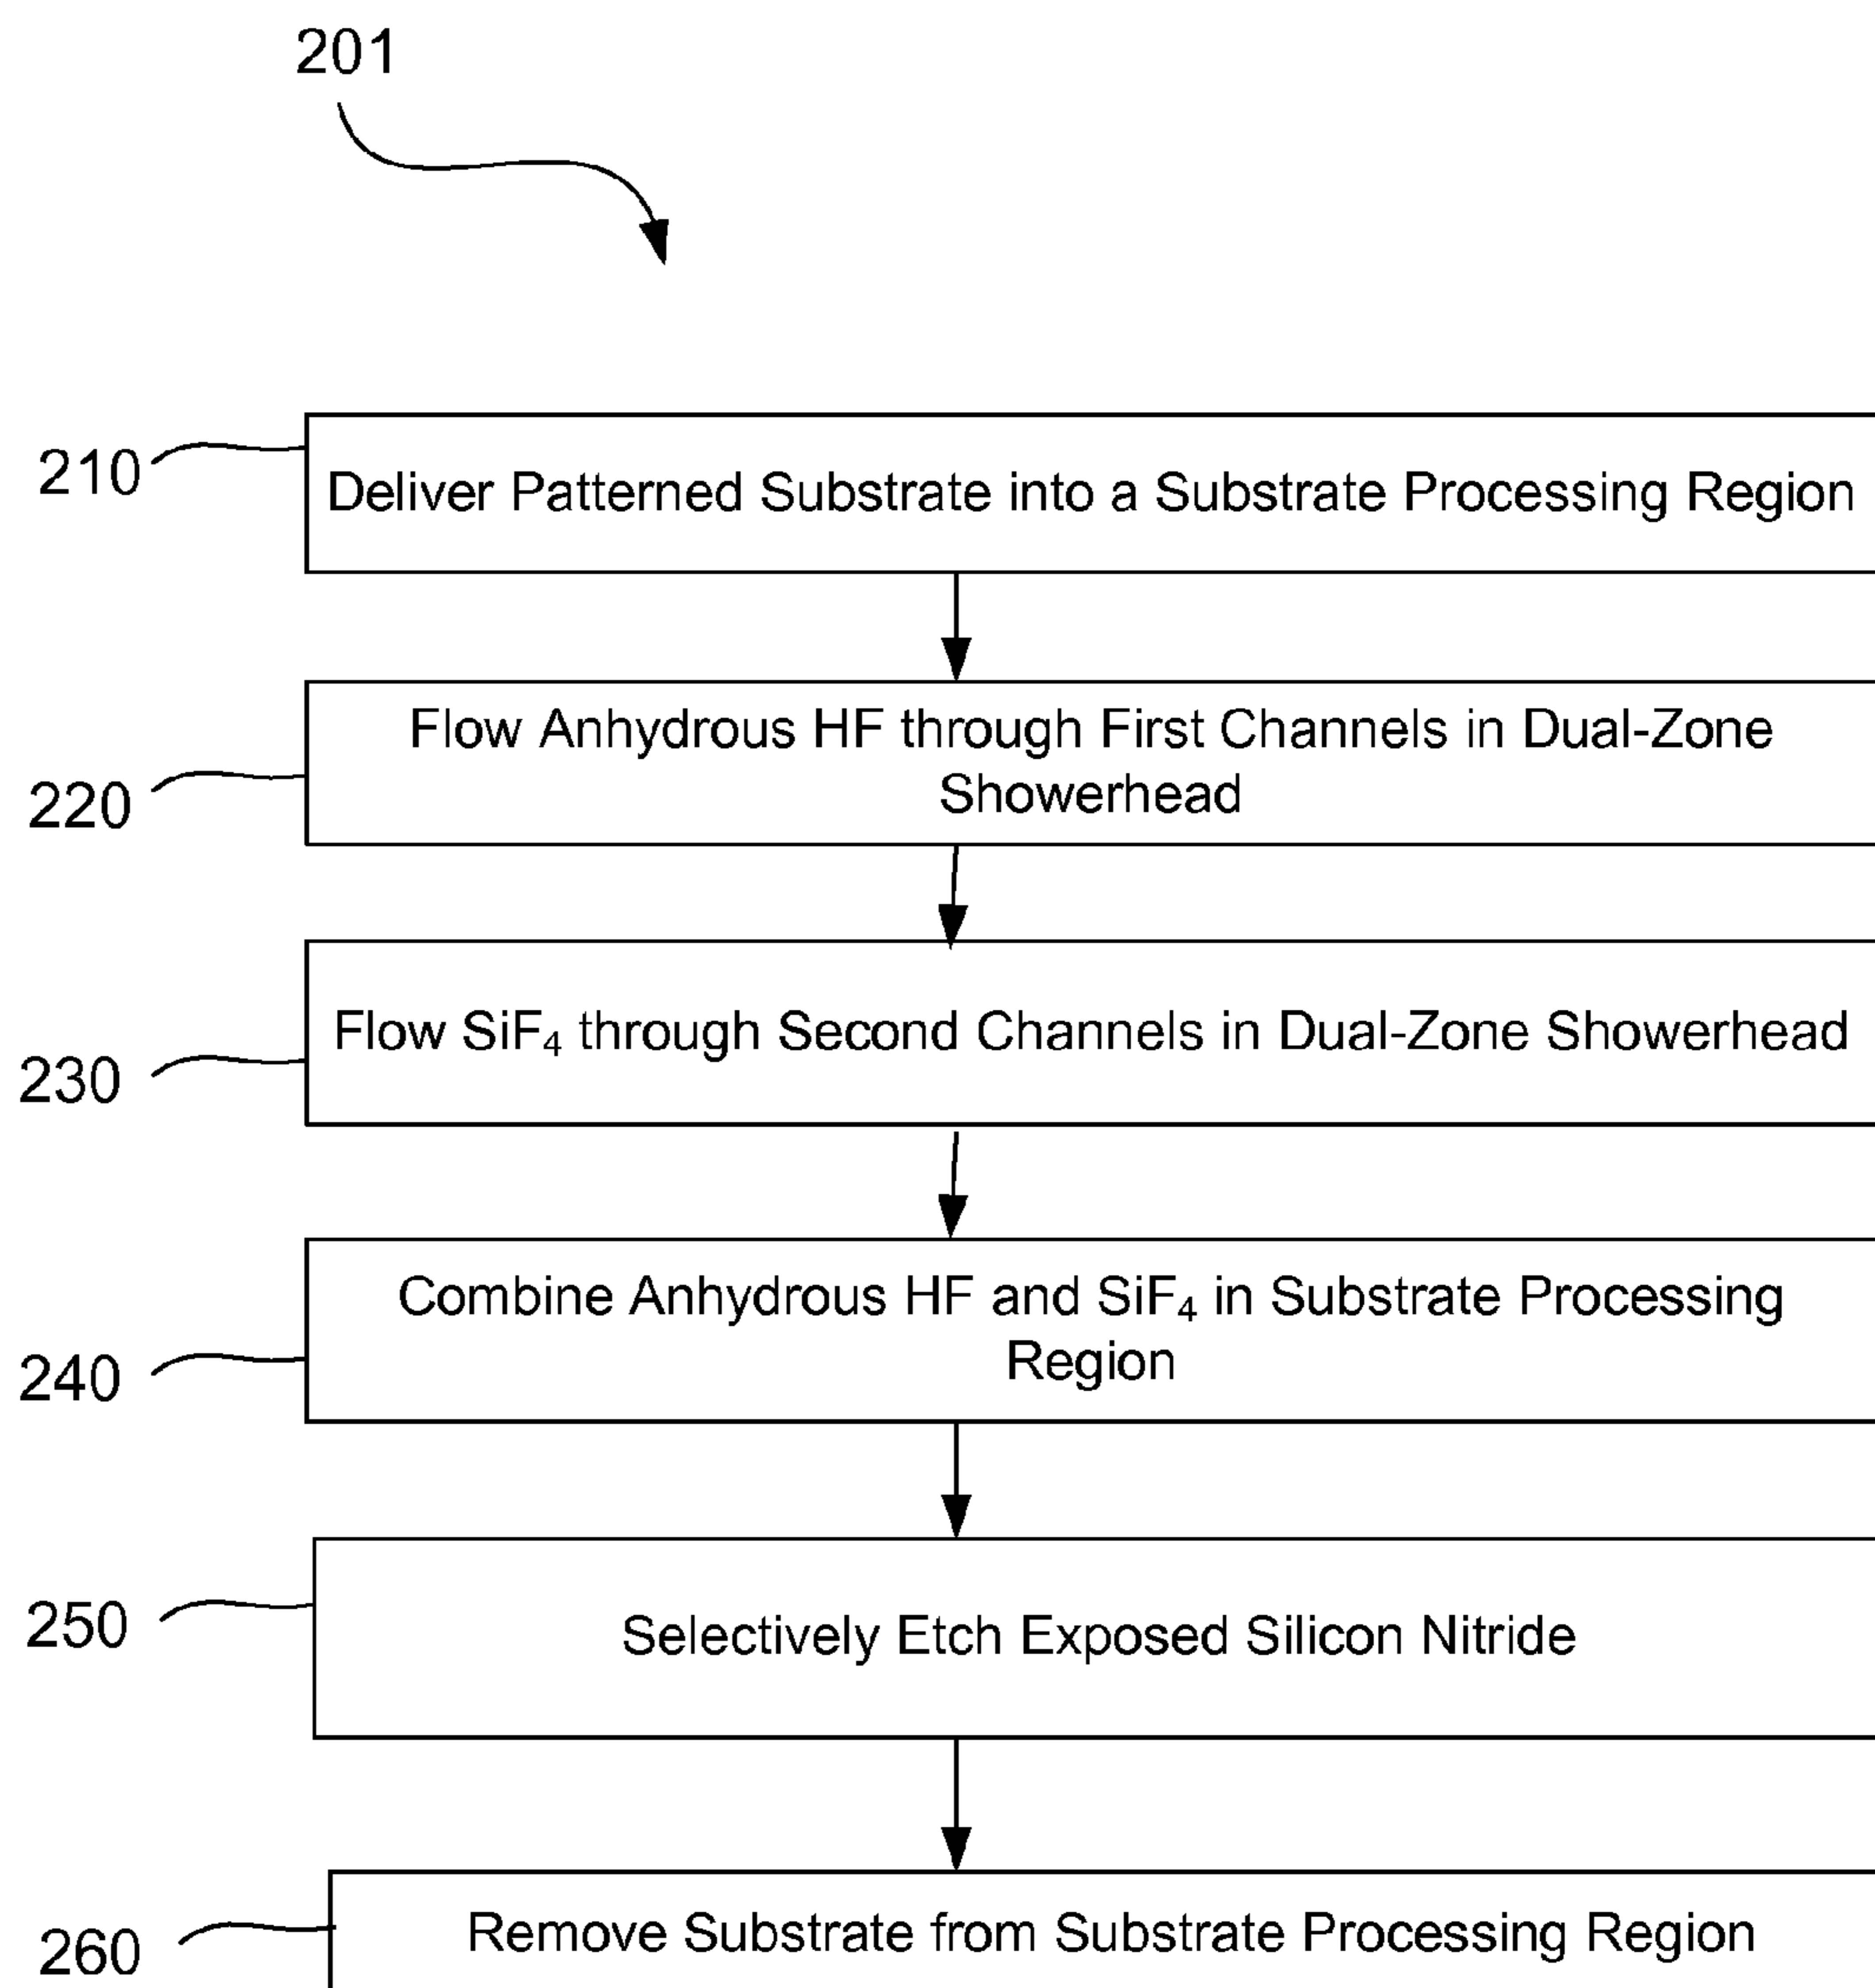 201
210
Deliver Patterned Substrate into a Substrate Processing Region
220
Flow Anhydrous HF through First Channels in Dual-Zone
Showerhead
230
Flow SiF₄ through Second Channels in Dual-Zone Showerhead
240
Combine Anhydrous HF and SiF₄ in Substrate Processing
Region
250
Selectively Etch Exposed Silicon Nitride
260
Remove Substrate from Substrate Processing Region